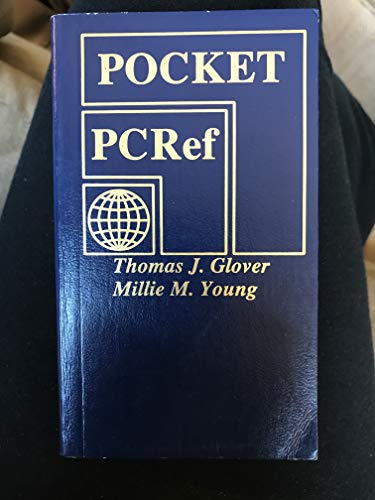 POCKET
PCRef
Thomas J. Glover
Millie M. Young